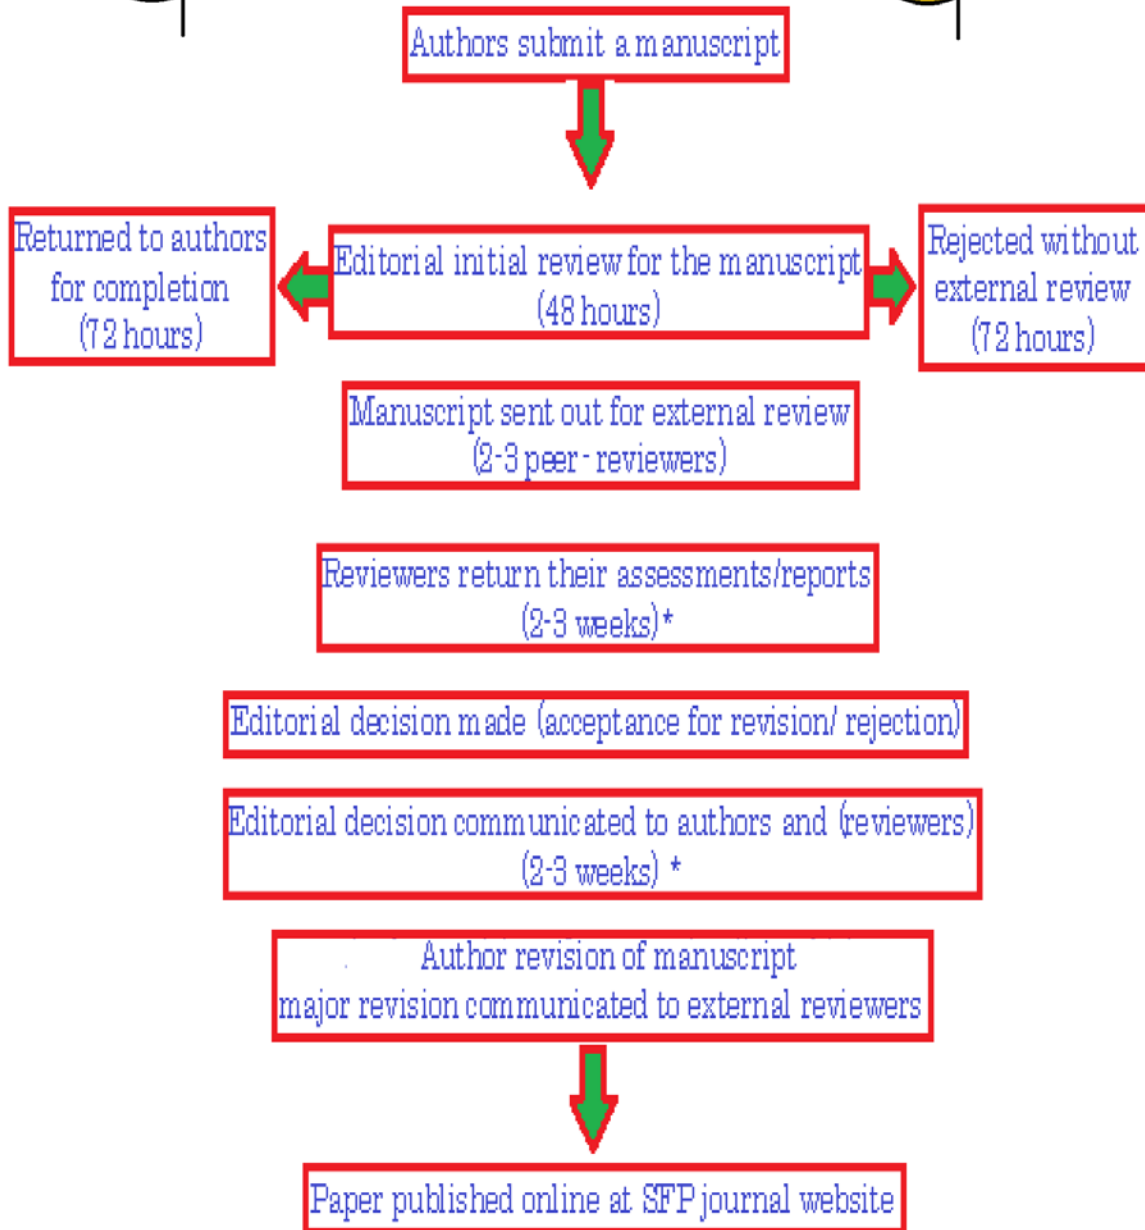 Authors submit a manuscript
Returned to authors
for completion
(72 hours)
Editorial initial review for the manuscript
(48 hours)
Rejected without
external review
(72 hours)
Manuscript sent out for external review
(2-3 peer - reviewers)
Reviewers return their assessments/reports
(2-3 weeks)*
Editorial decision made (acceptance for revision/ rejection)
Editorial decision communicated to authors and (reviewers)
(2-3 weeks) *
Author revision of manuscript
major revision communicated to external reviewers
Paper published online at SFP journal website